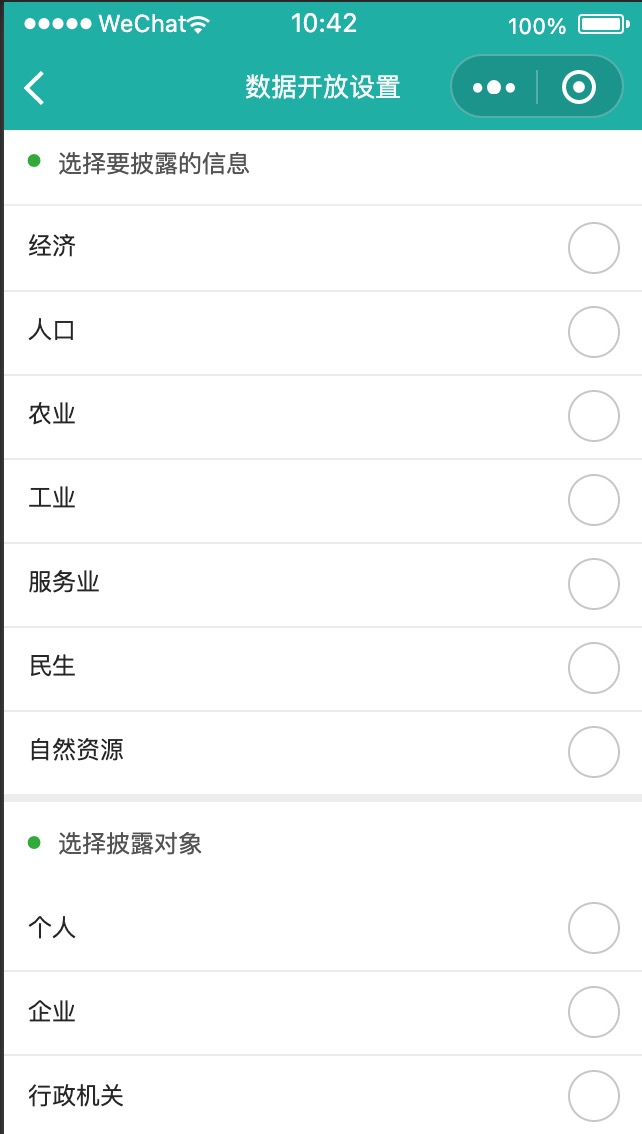 WeChat 10:42 100%
数据开放设置
选择要披露的信息
经济
人口
农业
工业
服务业
民生
自然资源
选择披露对象
个人
企业
行政机关